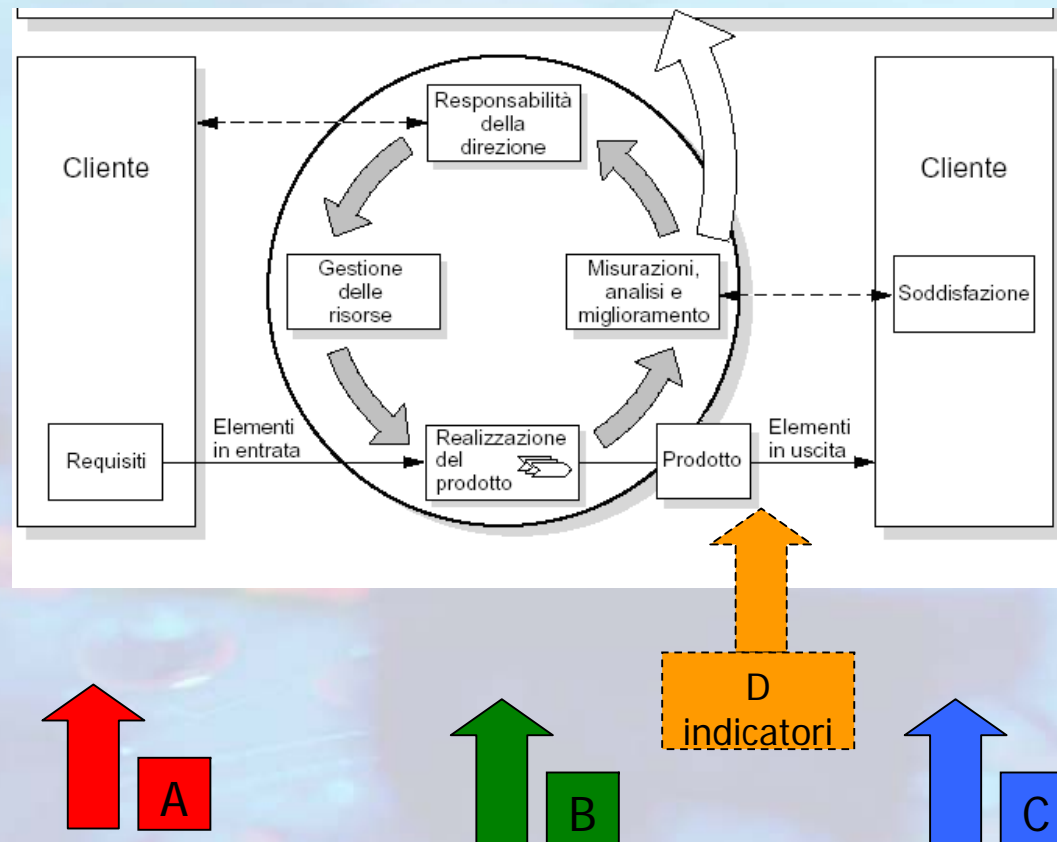 Responsabilità
della
direzione
Cliente
Cliente
Gestione
delle
risorse
Misurazioni,
analisi e
miglioramento
Soddisfazione
Requisiti
Elementi
in entrata
Realizzazione
del
prodotto
Prodotto
Elementi
in uscita
D
indicatori
A
B
C